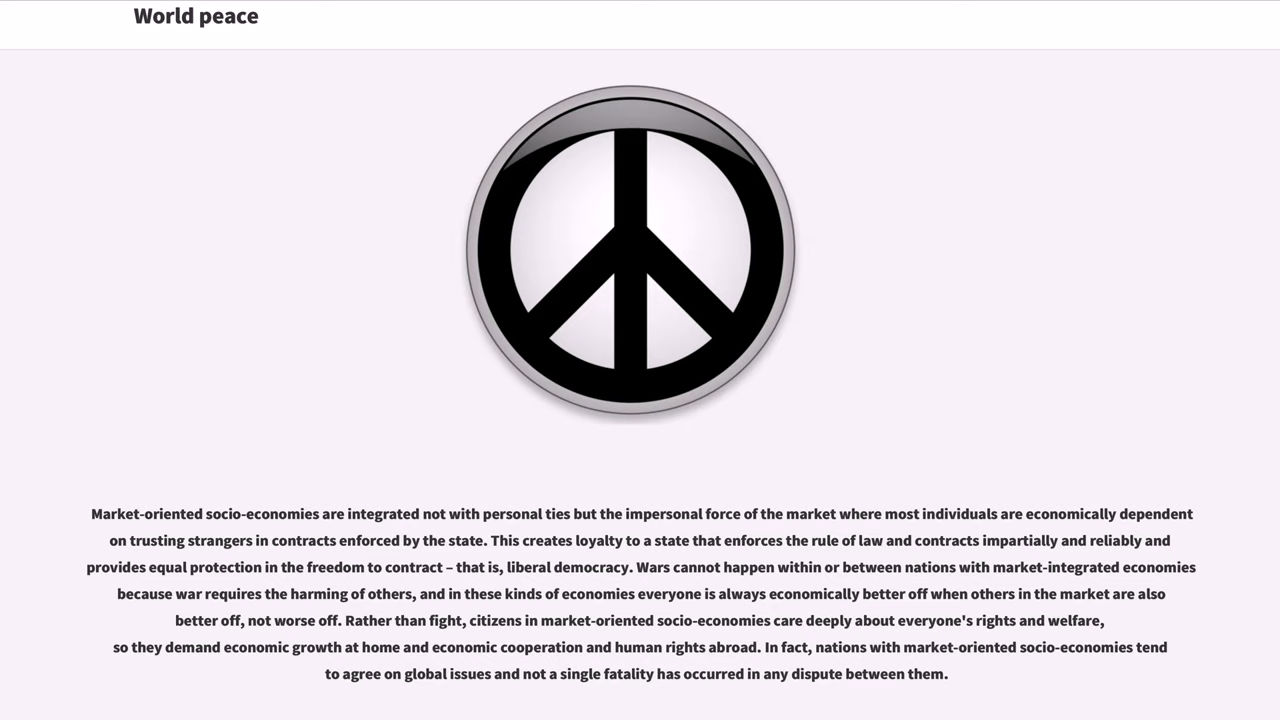 World peace
Market-oriented socio-economies are integrated not with personal ties but the impersonal force of the market where most individuals are economically dependent
on trusting strangers in contracts enforced by the state. This creates loyalty to a state that enforces the rule of law and contracts impartially and reliably and
provides equal protection in the freedom to contract – that is, liberal democracy. Wars cannot happen within or between nations with market-integrated economies
because war requires the harming of others, and in these kinds of economies everyone is always economically better off when others in the market are also
better off, not worse off. Rather than fight, citizens in market-oriented socio-economies care deeply about everyone's rights and welfare,
so they demand economic growth at home and economic cooperation and human rights abroad. In fact, nations with market-oriented socio-economies tend
to agree on global issues and not a single fatality has occurred in any dispute between them.